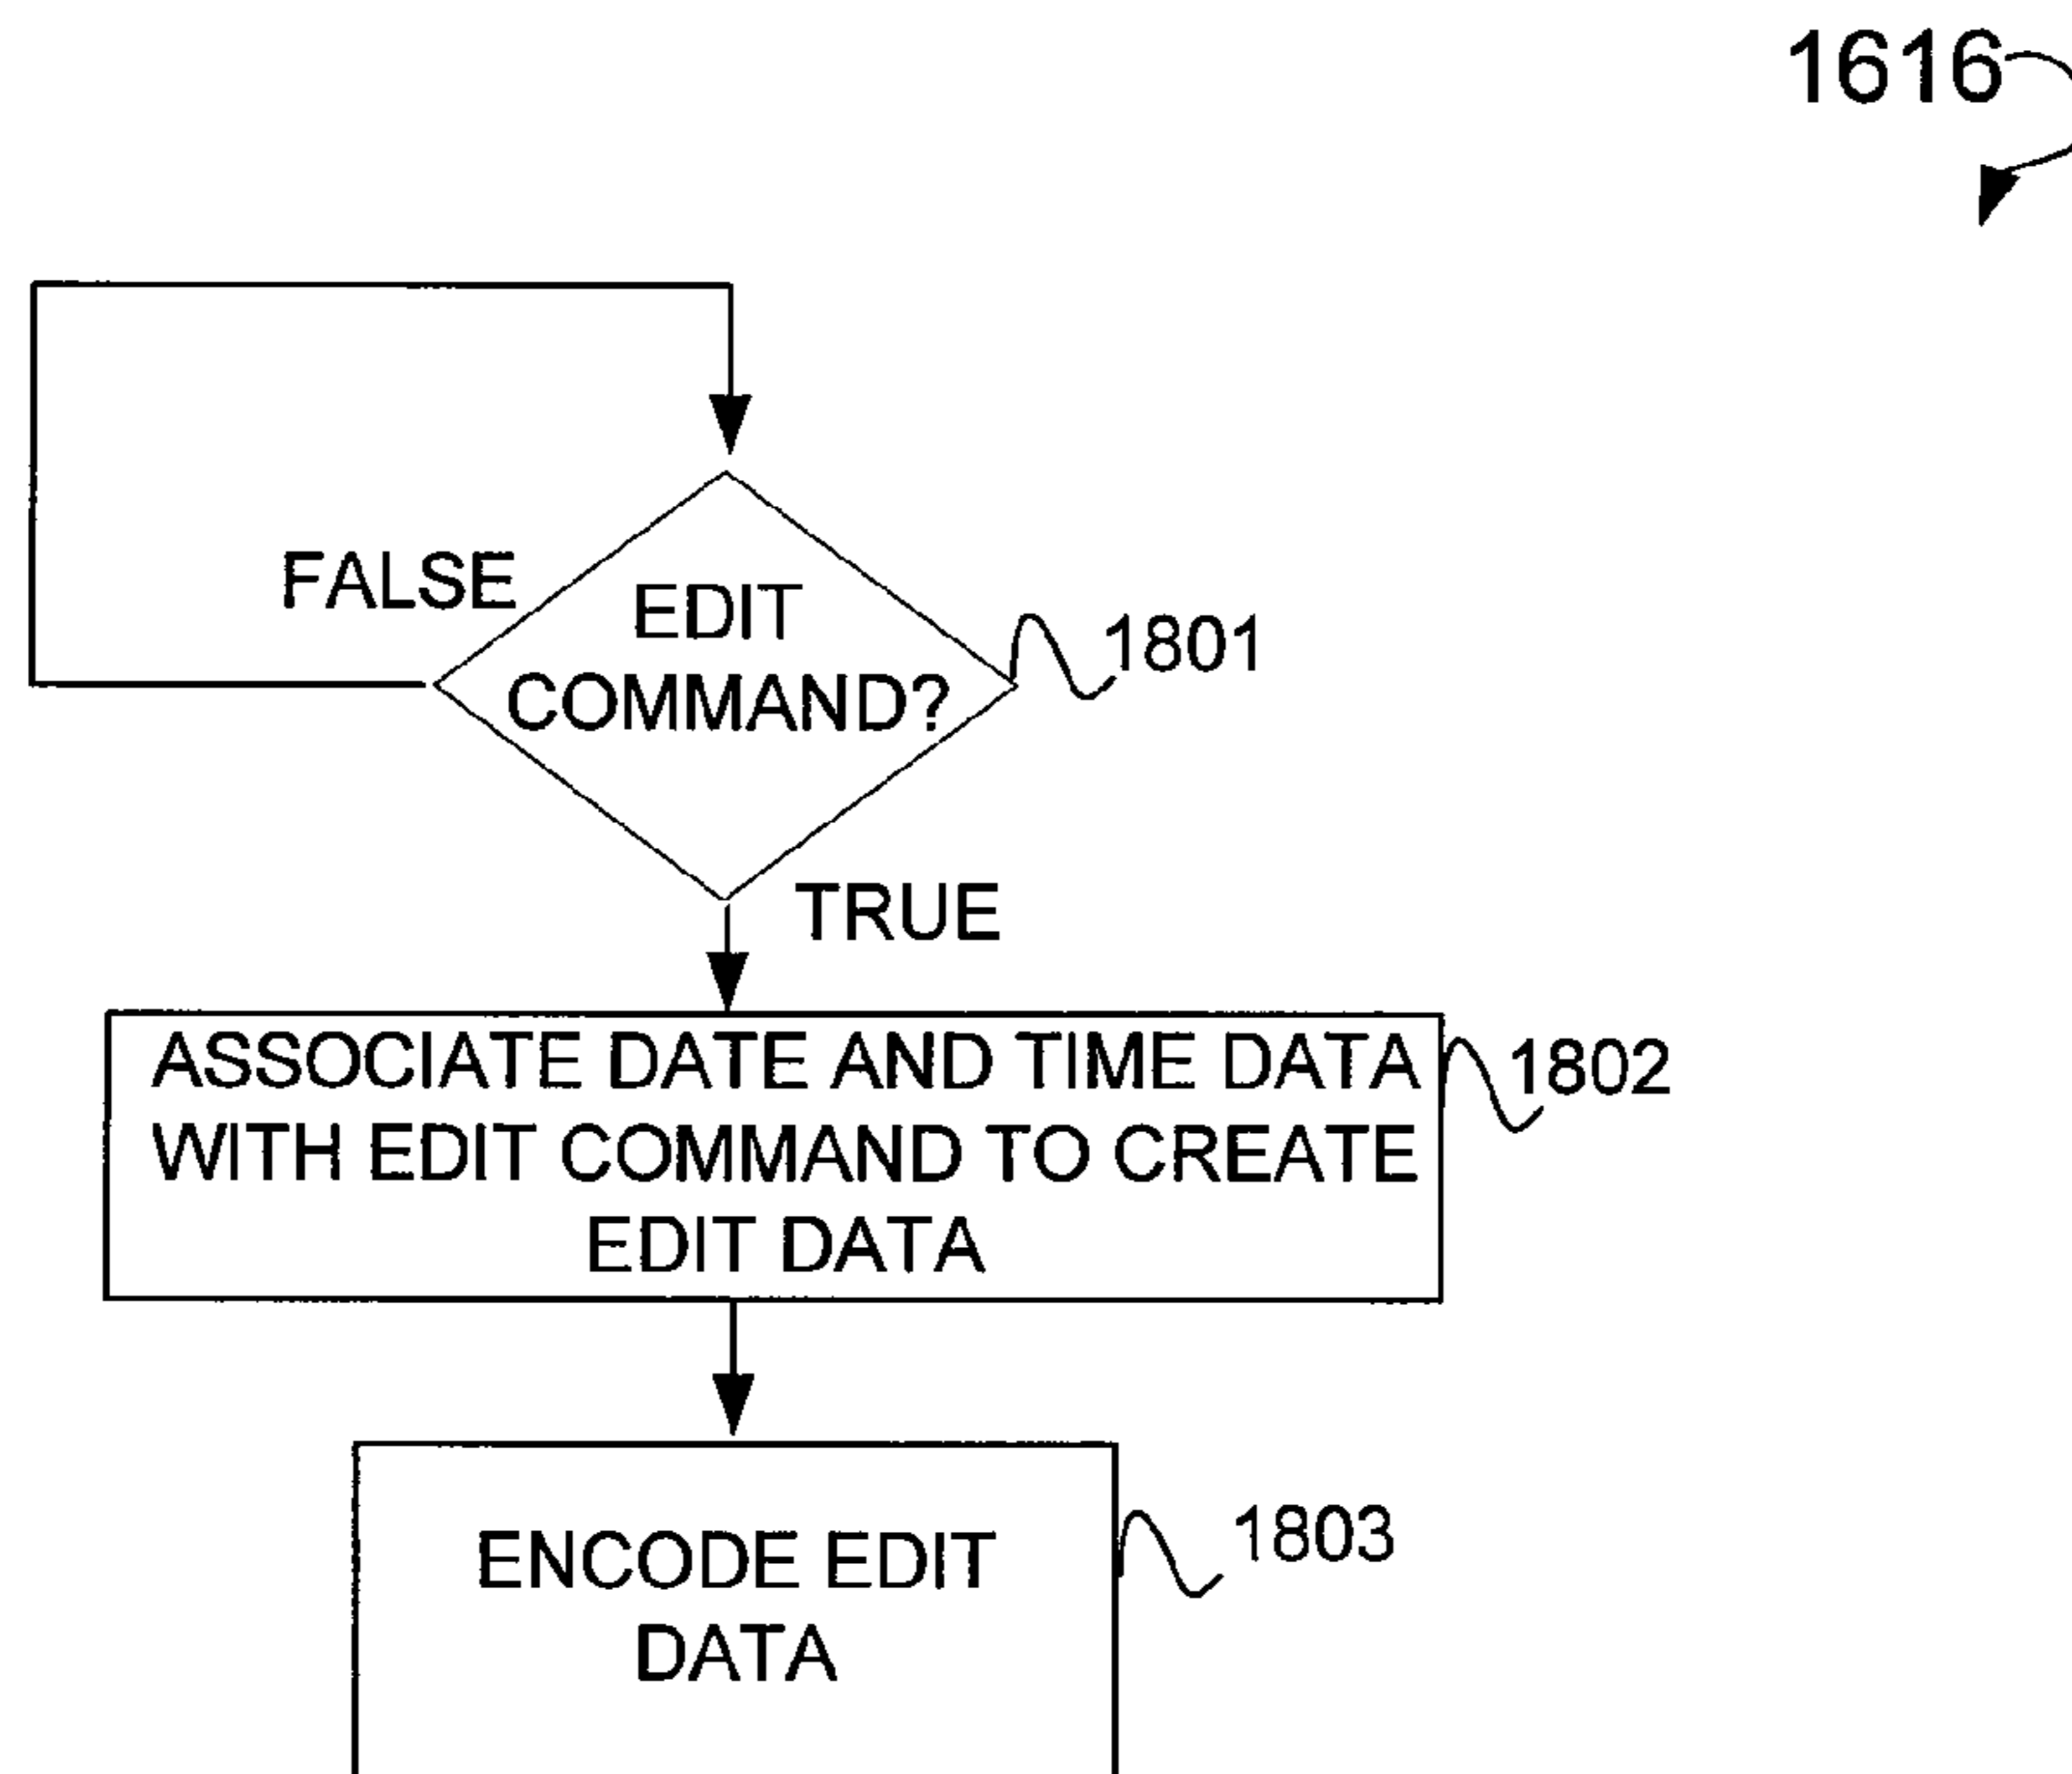 1616
FALSE
EDIT
COMMAND?
1801
TRUE
ASSOCIATE DATE AND TIME DATA
WITH EDIT COMMAND TO CREATE
EDIT DATA
1802
ENCODE EDIT
DATA
1803